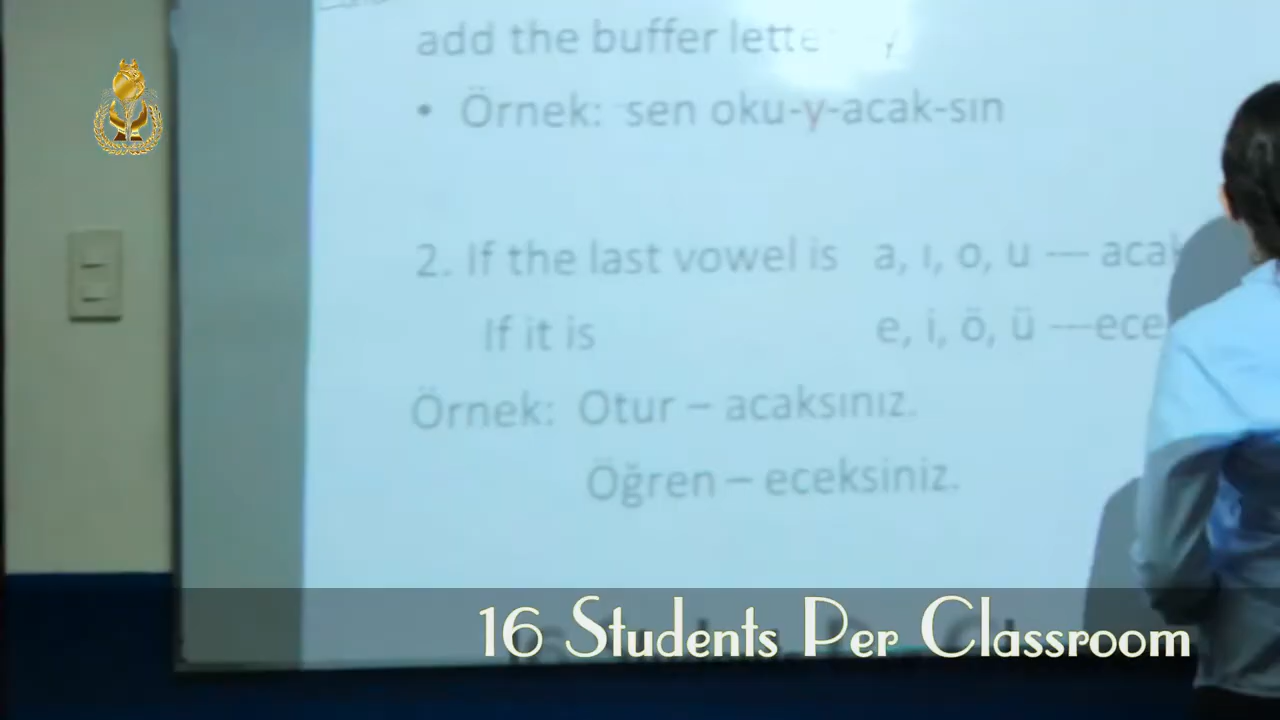 add the buffer letter y
• Örnek: sen oku-y-acak-sın
2. If the last vowel is a, ı, o, u --- acak
If it is e, i, ö, ü ---ece
Örnek: Otur – acaksınız.
Öğren – eceksiniz.
16 Students Per Classroom